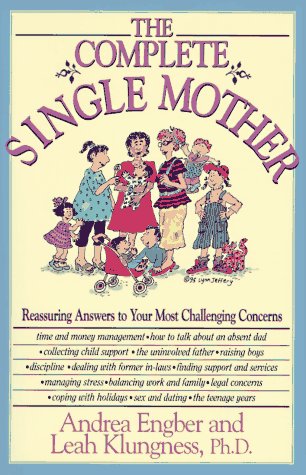 THE
COMPLETE
SINGLE MOTHER
©'95 Lynn Jeffery
Reassuring Answers to Your Most Challenging Concerns
time and money management • how to talk about an absent dad
• collecting child support • the uninvolved father • raising boys
• discipline • dealing with former in-laws • finding support and services
• managing stress • balancing work and family • legal concerns
• coping with holidays • sex and dating • the teenage years
Andrea Engber and
Leah Klungness, Ph.D.